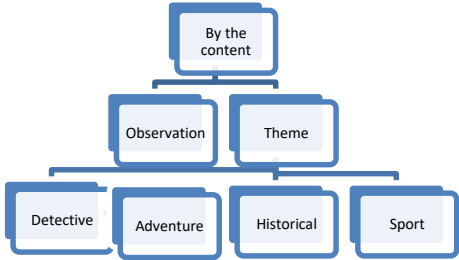 By the
content
Observation
Theme
Detective
Adventure
Historical
Sport